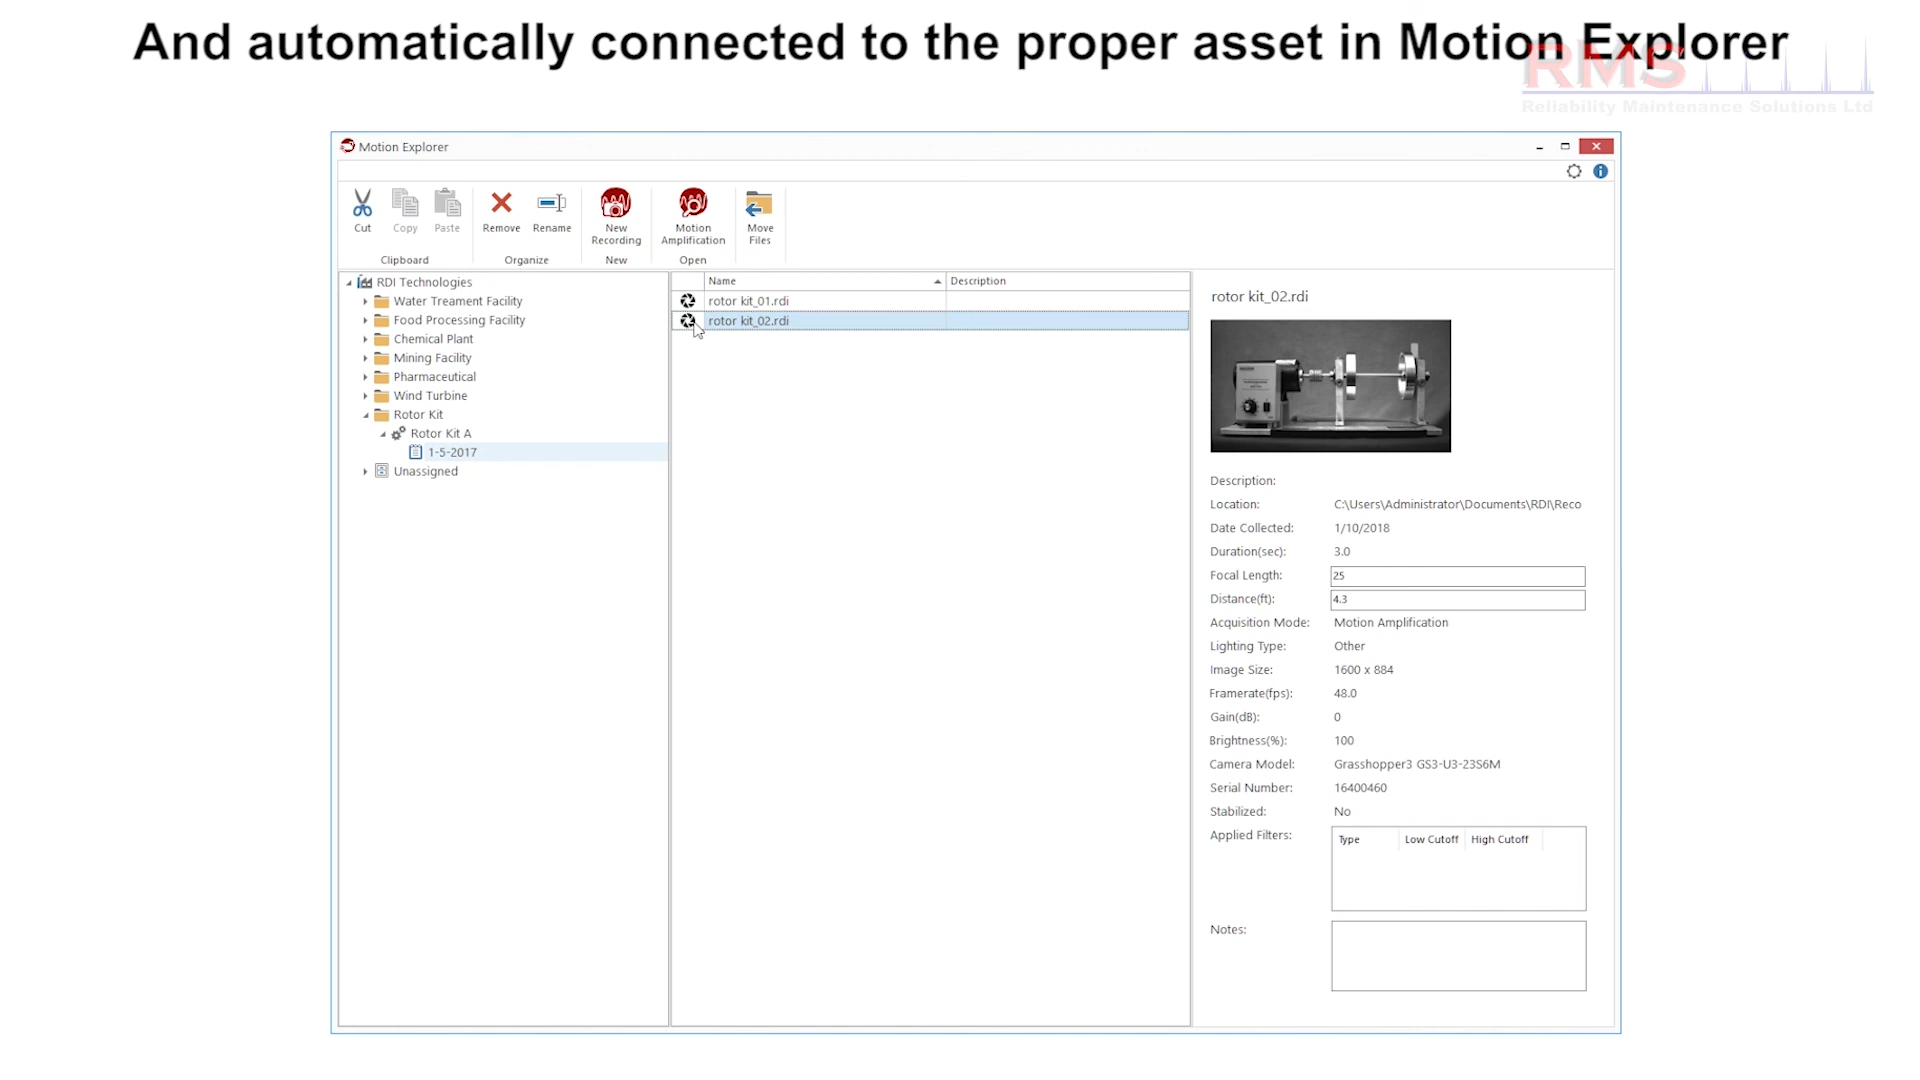 And automatically connected to the proper asset in Motion Explorer
RMS
Reliability Maintenance Solutions Ltd
Motion Explorer
Cut
Copy
Paste
Remove
Rename
New
Recording
Motion
Amplification
Move
Files
Clipboard
Organize
New
Open
RDI Technologies
Water Treament Facility
Food Processing Facility
Chemical Plant
Mining Facility
Pharmaceutical
Wind Turbine
Rotor Kit
Rotor Kit A
1-5-2017
Unassigned
Name Description
rotor kit_01.rdi
rotor kit_02.rdi
rotor kit_02.rdi
Description:
Location: C:\Users\Administrator\Documents\RDI\Reco
Date Collected: 1/10/2018
Duration(sec): 3.0
Focal Length: 25
Distance(ft): 4.3
Acquisition Mode: Motion Amplification
Lighting Type: Other
Image Size: 1600 x 884
Framerate(fps): 48.0
Gain(dB): 0
Brightness(%): 100
Camera Model: Grasshopper3 GS3-U3-23S6M
Serial Number: 16400460
Stabilized: No
Applied Filters: Type Low Cutoff High Cutoff
Notes: